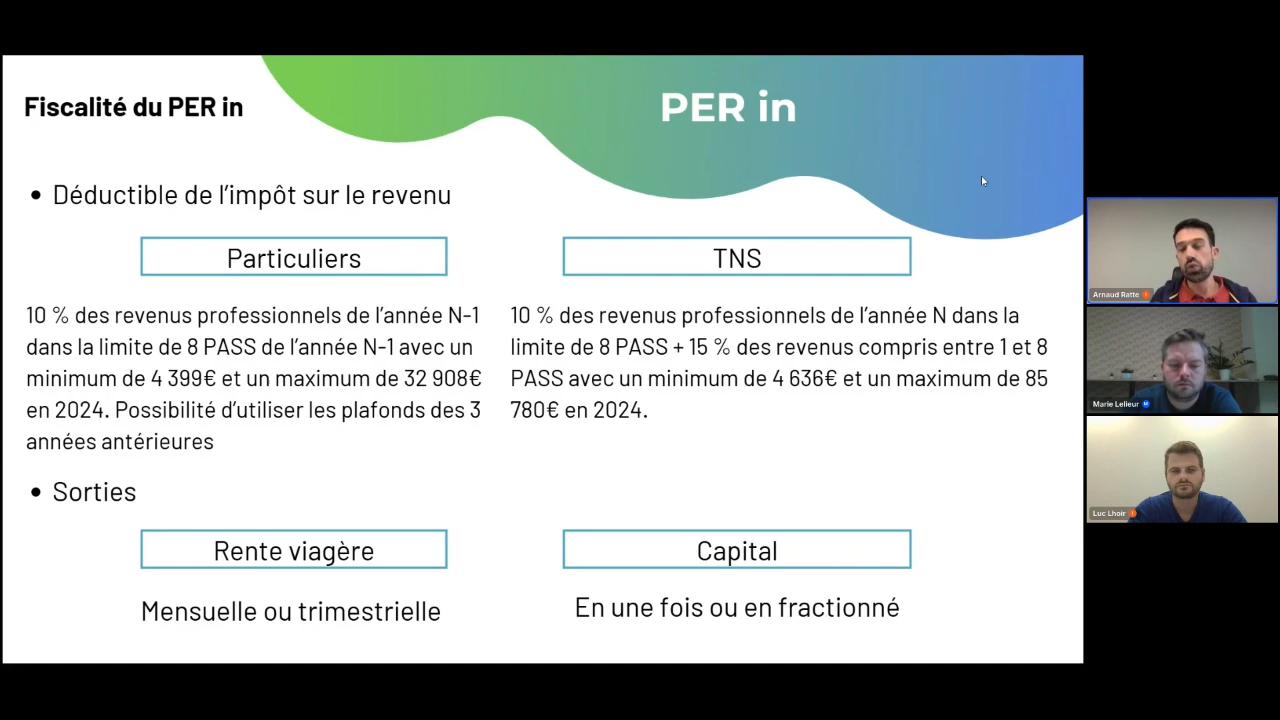 Fiscalité du PER in
PER in
• Déductible de l'impôt sur le revenu
Particuliers
10 % des revenus professionnels de l'année N-1
dans la limite de 8 PASS de l'année N-1 avec un
minimum de 4 399€ et un maximum de 32 908€
en 2024. Possibilité d'utiliser les plafonds des 3
années antérieures
TNS
10 % des revenus professionnels de l'année N dans la
limite de 8 PASS + 15 % des revenus compris entre 1 et 8
PASS avec un minimum de 4 636€ et un maximum de 85
780€ en 2024.
• Sorties
Rente viagère
Mensuelle ou trimestrielle
Capital
En une fois ou en fractionné
Arnaud Ratte
Marie Lelieur
Luc Lhoir